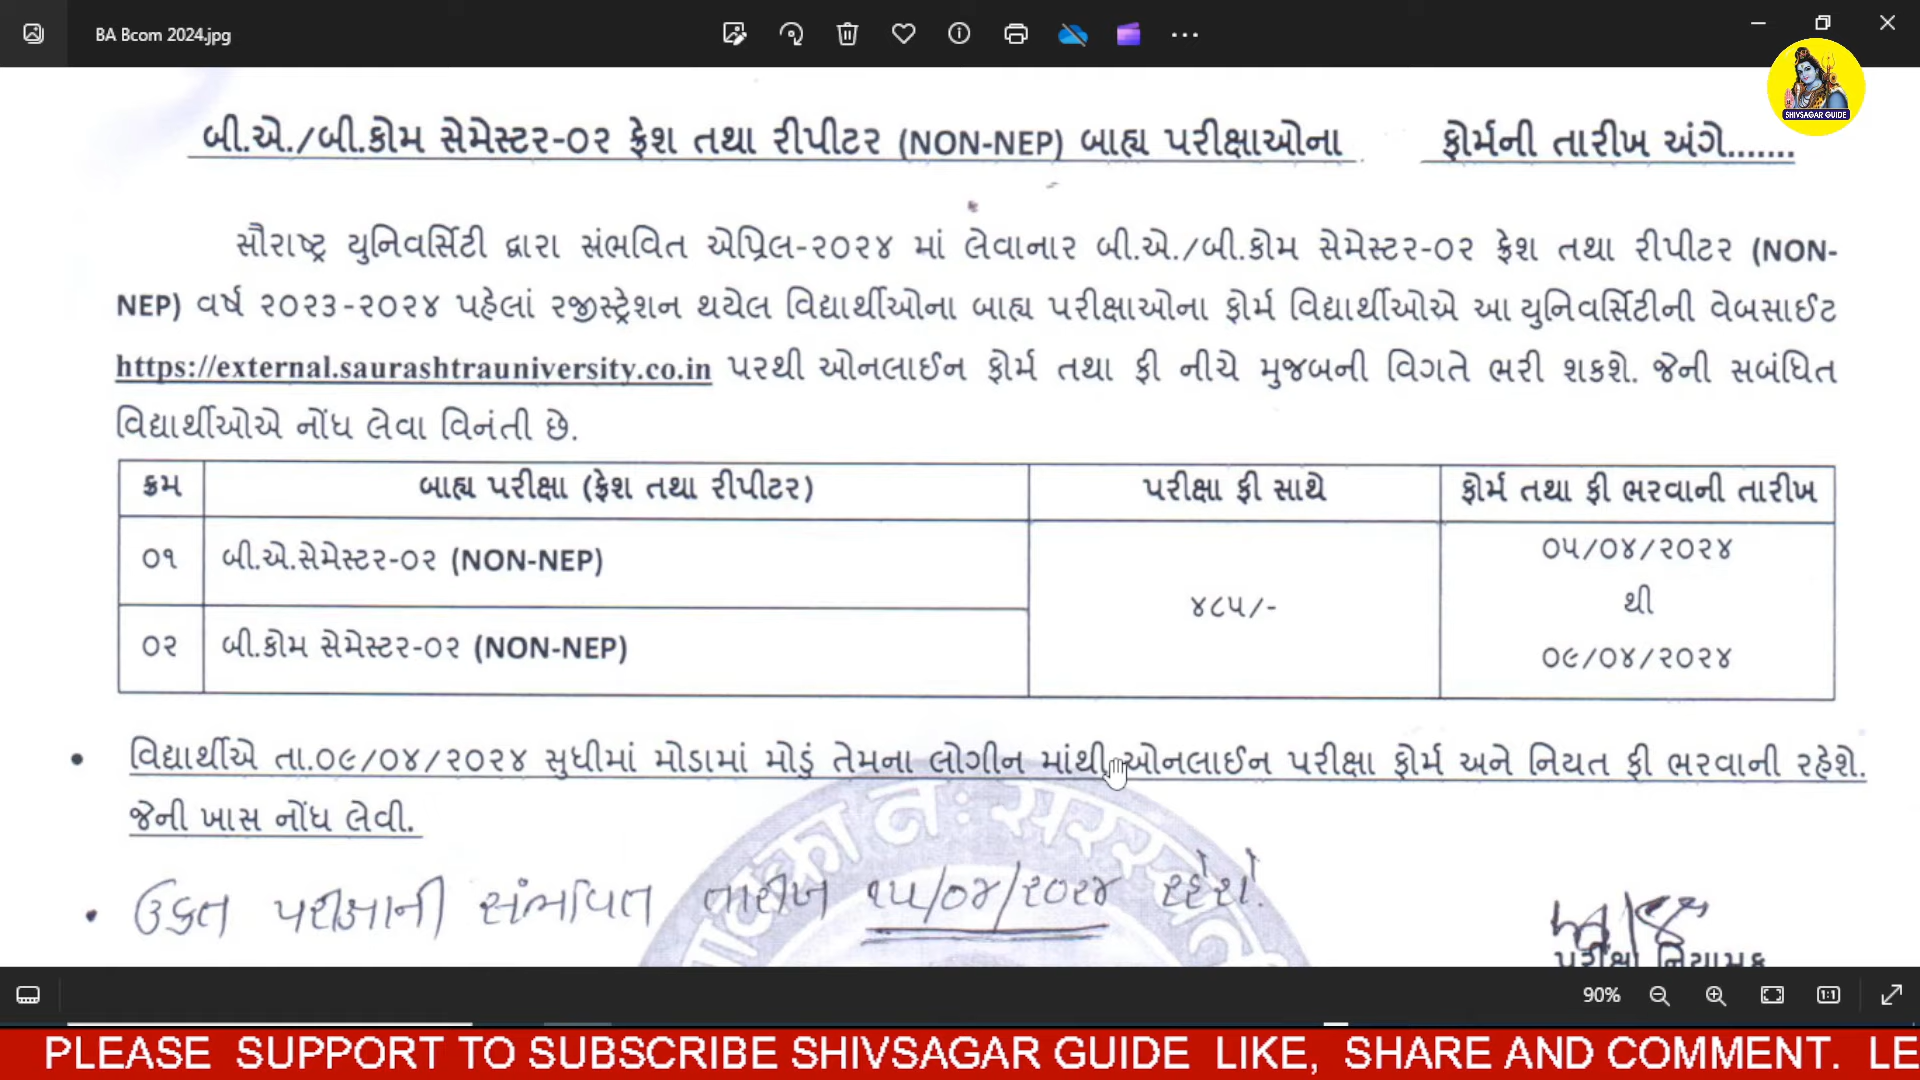 BA Bcom 2024.jpg
SHIVSAGAR GUIDE
બી.એ./બી.કોમ સેમેસ્ટર-૦૨ ફ્રેશ તથા રીપીટર (NON-NEP) બાહ્ય પરીક્ષાઓના ફોર્મની તારીખ અંગે.......
સૌરાષ્ટ્ર યુનિવર્સિટી દ્વારા સંભવિત એપ્રિલ-૨૦૨૪ માં લેવાનાર બી.એ./બી.કોમ સેમેસ્ટર-૦૨ ફ્રેશ તથા રીપીટર (NON-
NEP) વર્ષ ૨૦૨૩-૨૦૨૪ પહેલાં રજીસ્ટ્રેશન થયેલ વિદ્યાર્થીઓના બાહ્ય પરીક્ષાઓના ફોર્મ વિદ્યાર્થીઓએ આ યુનિવર્સિટીની વેબસાઈટ
https://external.saurashtrauniversity.co.in પરથી ઓનલાઈન ફોર્મ તથા ફી નીચે મુજબની વિગતે ભરી શકશે. જેની સબંધિત
વિદ્યાર્થીઓએ નોંધ લેવા વિનંતી છે.
ક્રમ બાહ્ય પરીક્ષા (ફ્રેશ તથા રીપીટર) પરીક્ષા ફી સાથે ફોર્મ તથા ફી ભરવાની તારીખ
૦૧ બી.એ.સેમેસ્ટર-૦૨ (NON-NEP) ૪૮૫/- ૦૫/૦૪/૨૦૨૪
થી
૦૨ બી.કોમ સેમેસ્ટર-૦૨ (NON-NEP) ૦૯/૦૪/૨૦૨૪
• વિદ્યાર્થીએ તા.૦૯/૦૪/૨૦૨૪ સુધીમાં મોડામાં મોડું તેમના લોગીન માંથી ઓનલાઈન પરીક્ષા ફોર્મ અને નિયત ફી ભરવાની રહેશે.
જેની ખાસ નોંધ લેવી.
• ઉક્ત પરીક્ષાની સંભવિત તારીખ ૧૫/૦૪/૨૦૨૪ રહેશે.
પરીક્ષા નિયામક
90%
PLEASE SUPPORT TO SUBSCRIBE SHIVSAGAR GUIDE LIKE, SHARE AND COMMENT. LE